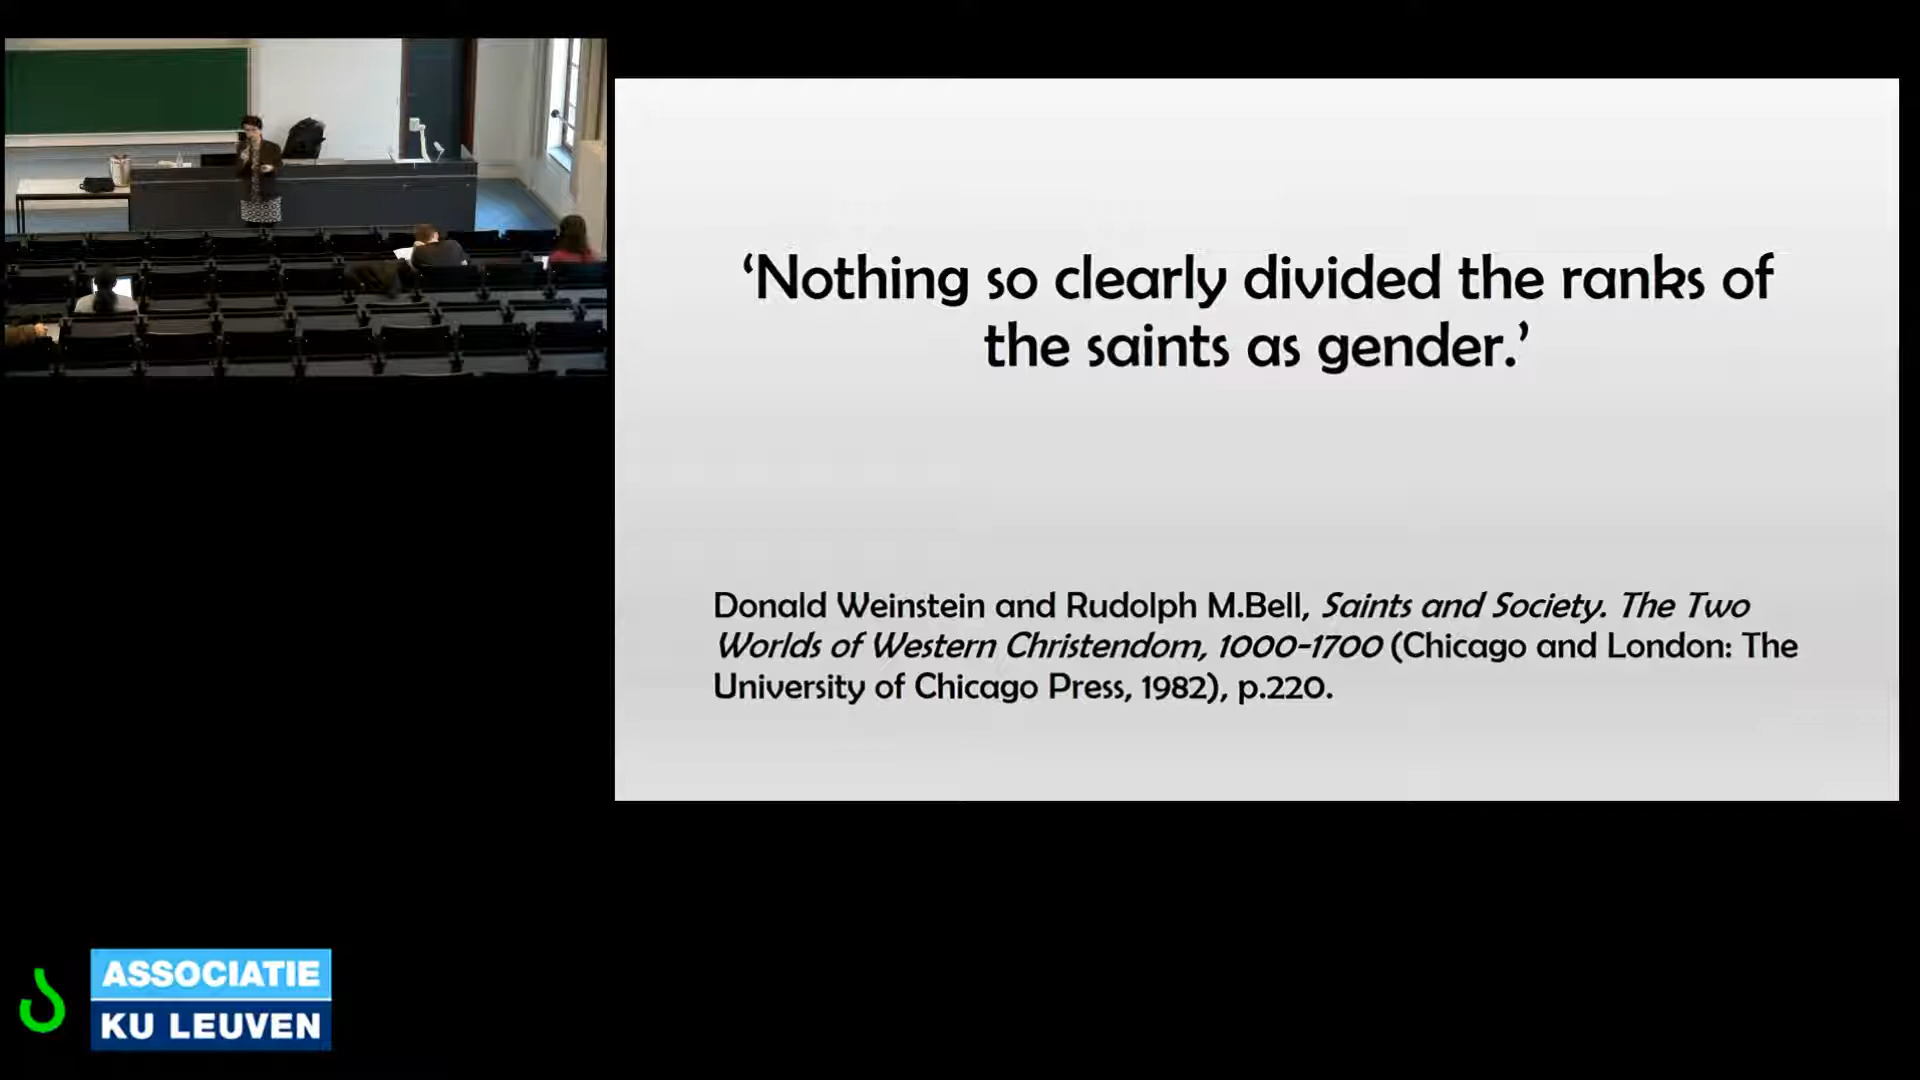 ‘Nothing so clearly divided the ranks of
the saints as gender.’
Donald Weinstein and Rudolph M.Bell, Saints and Society. The Two
Worlds of Western Christendom, 1000-1700 (Chicago and London: The
University of Chicago Press, 1982), p.220.
ASSOCIATIE
KU LEUVEN